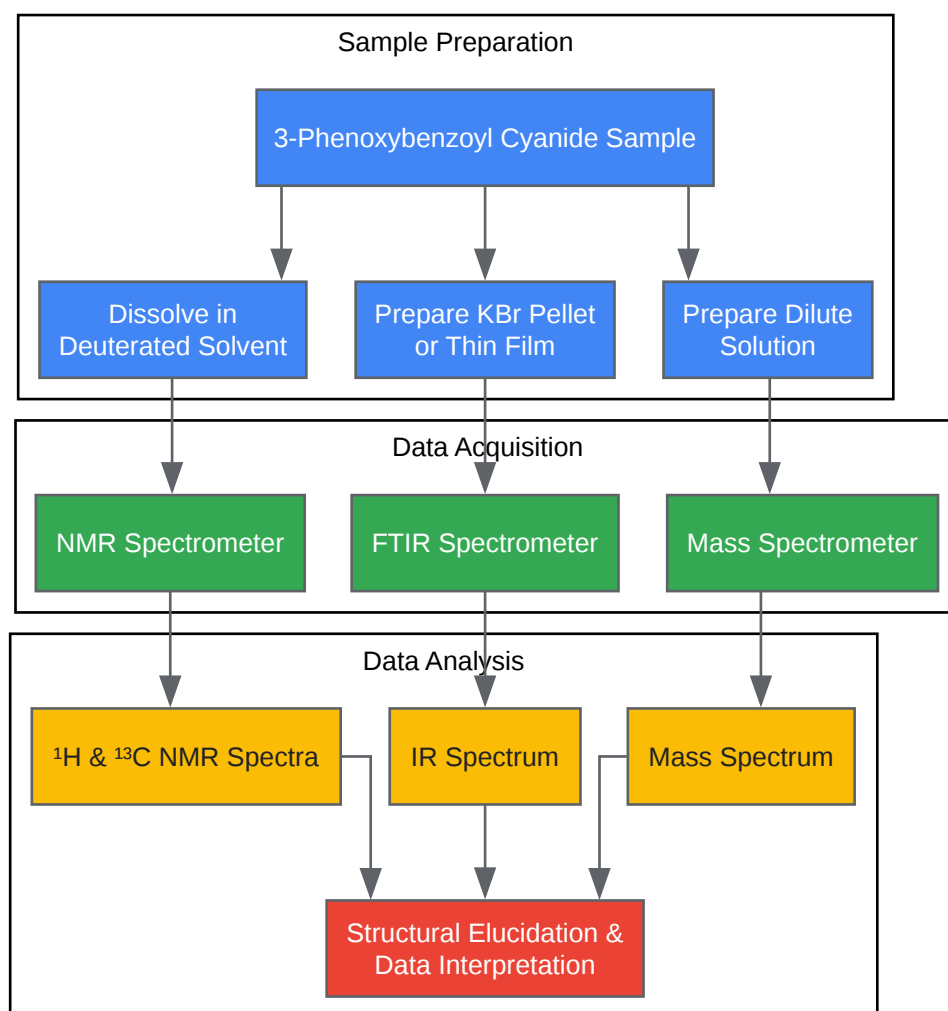 Sample Preparation
3-Phenoxybenzoyl Cyanide Sample
Dissolve in
Deuterated Solvent
Prepare KBr Pellet
or Thin Film
Prepare Dilute
Solution
Data Acquisition
NMR Spectrometer
FTIR Spectrometer
Mass Spectrometer
Data Analysis
¹H & ¹³C NMR Spectra
IR Spectrum
Mass Spectrum
Structural Elucidation &
Data Interpretation